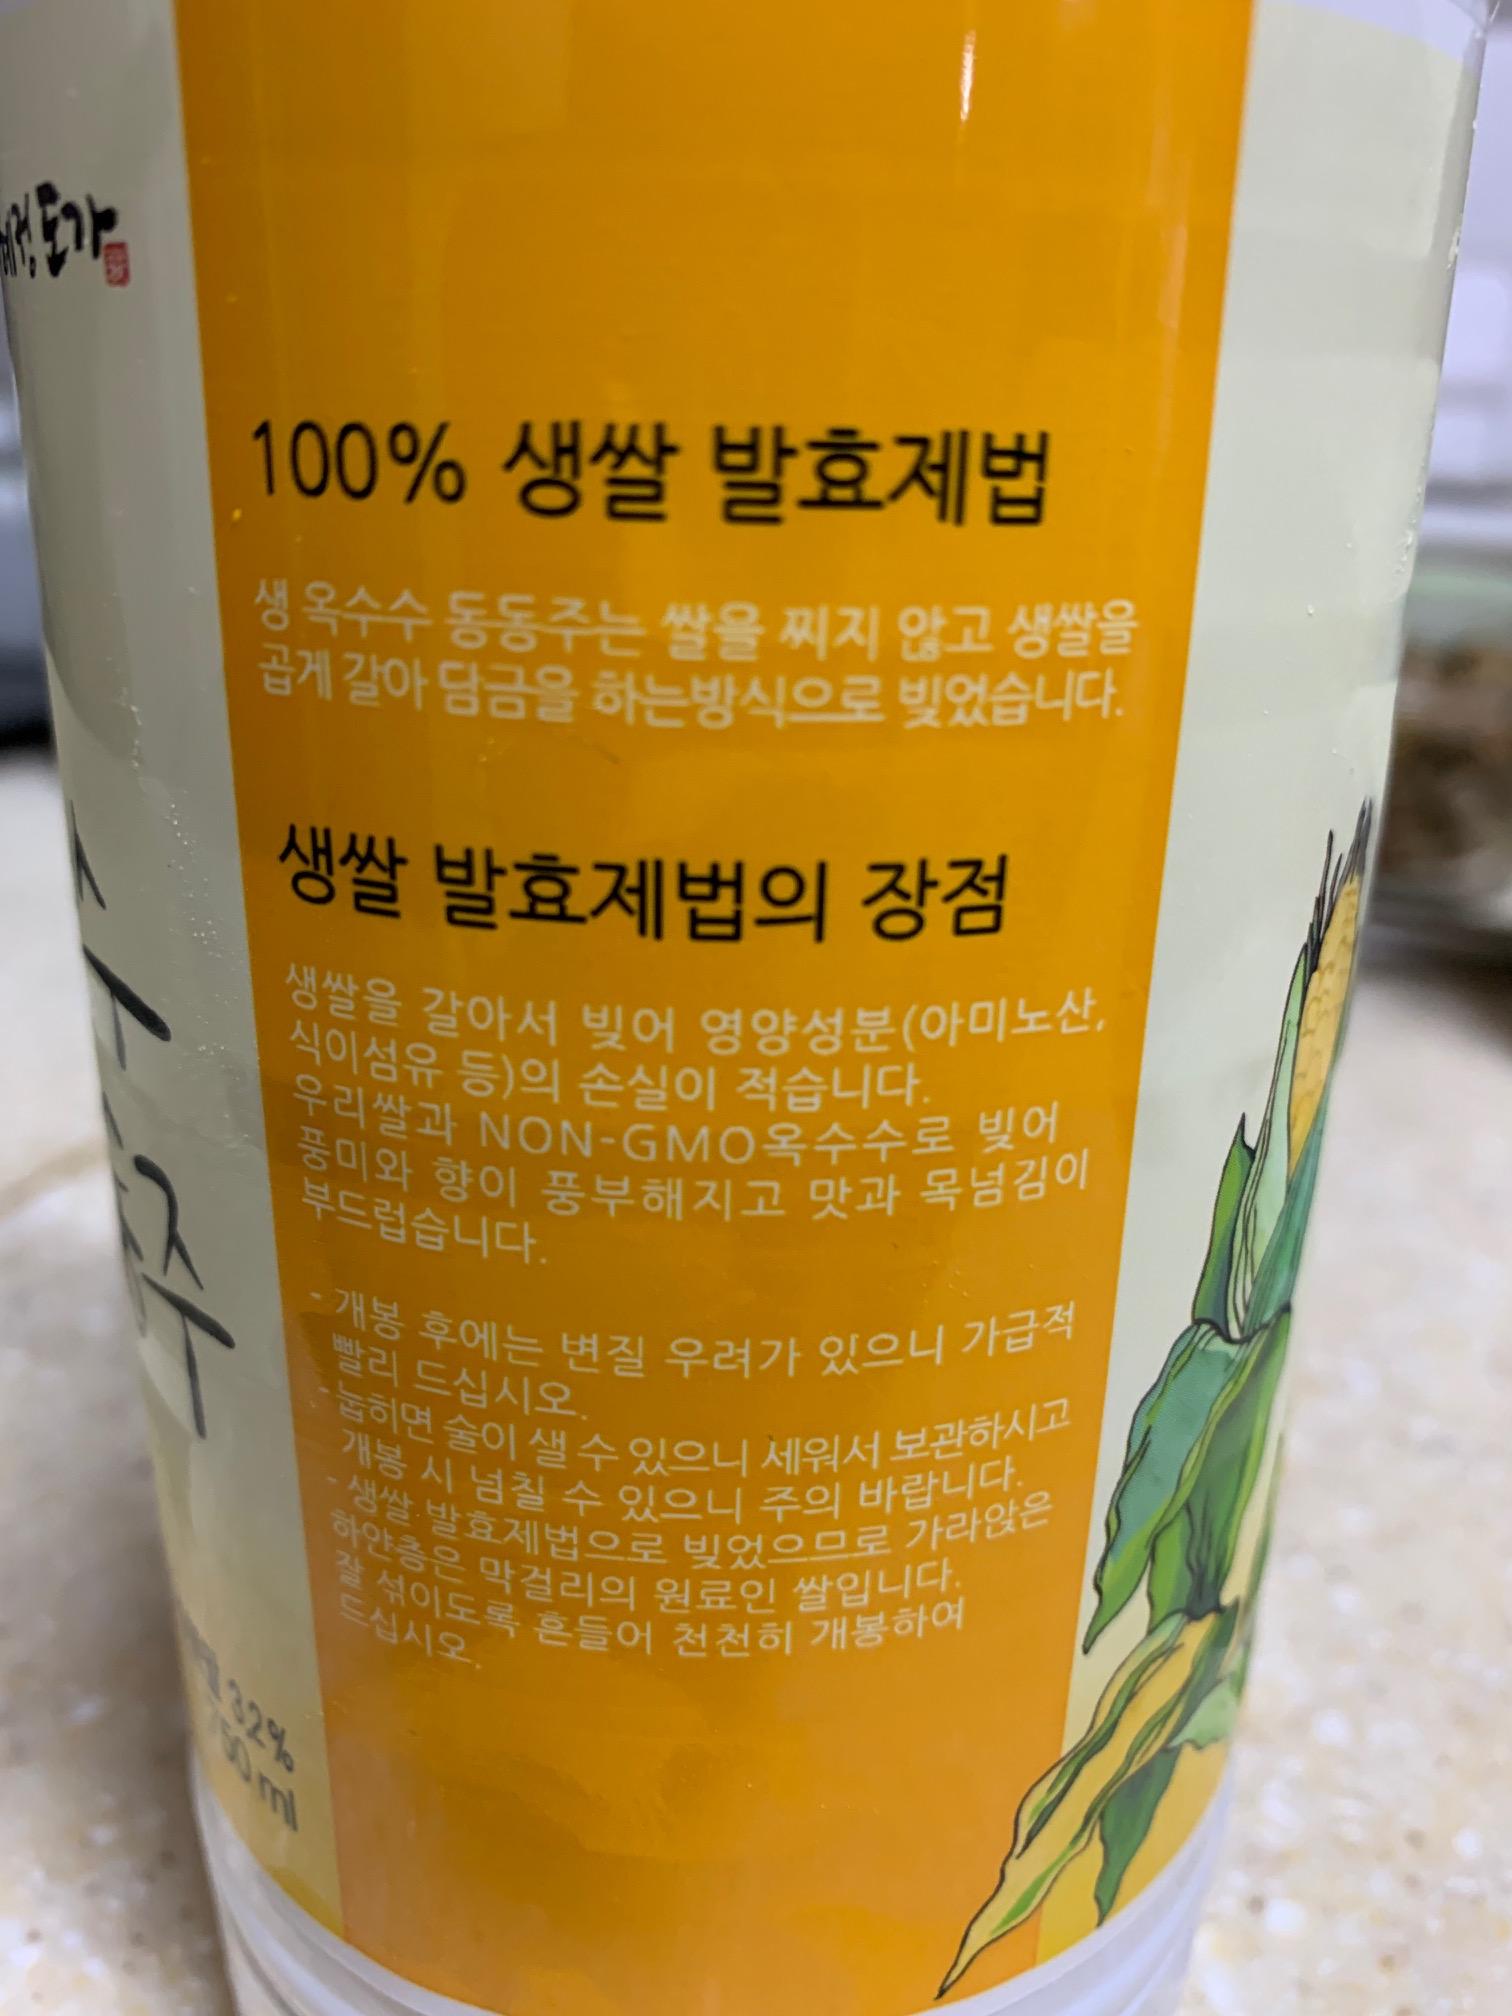 도가
100% 생쌀 발효제법
생 옥수수 동동주는 쌀을 찌지 않고 생쌀을
곱게 갈아 담금을 하는방식으로 빚었습니다.
생쌀 발효제법의 장점
생쌀을 갈아서 빚어 영양성분(아미노산,
식이섬유 등)의 손실이 적습니다.
우리쌀과 NON-GMO옥수수로 빚어
풍미와 향이 풍부해지고 맛과 목넘김이
부드럽습니다.
- 개봉 후에는 변질 우려가 있으니 가급적
빨리 드십시오.
- 눕히면 술이 샐 수 있으니 세워서 보관하시고
개봉 시 넘칠 수 있으니 주의 바랍니다.
- 생쌀 발효제법으로 빚었으므로 가라앉은
하얀층은 막걸리의 원료인 쌀입니다.
잘 섞이도록 흔들어 천천히 개봉하여
드십시오.
수
주
32%
750 ml